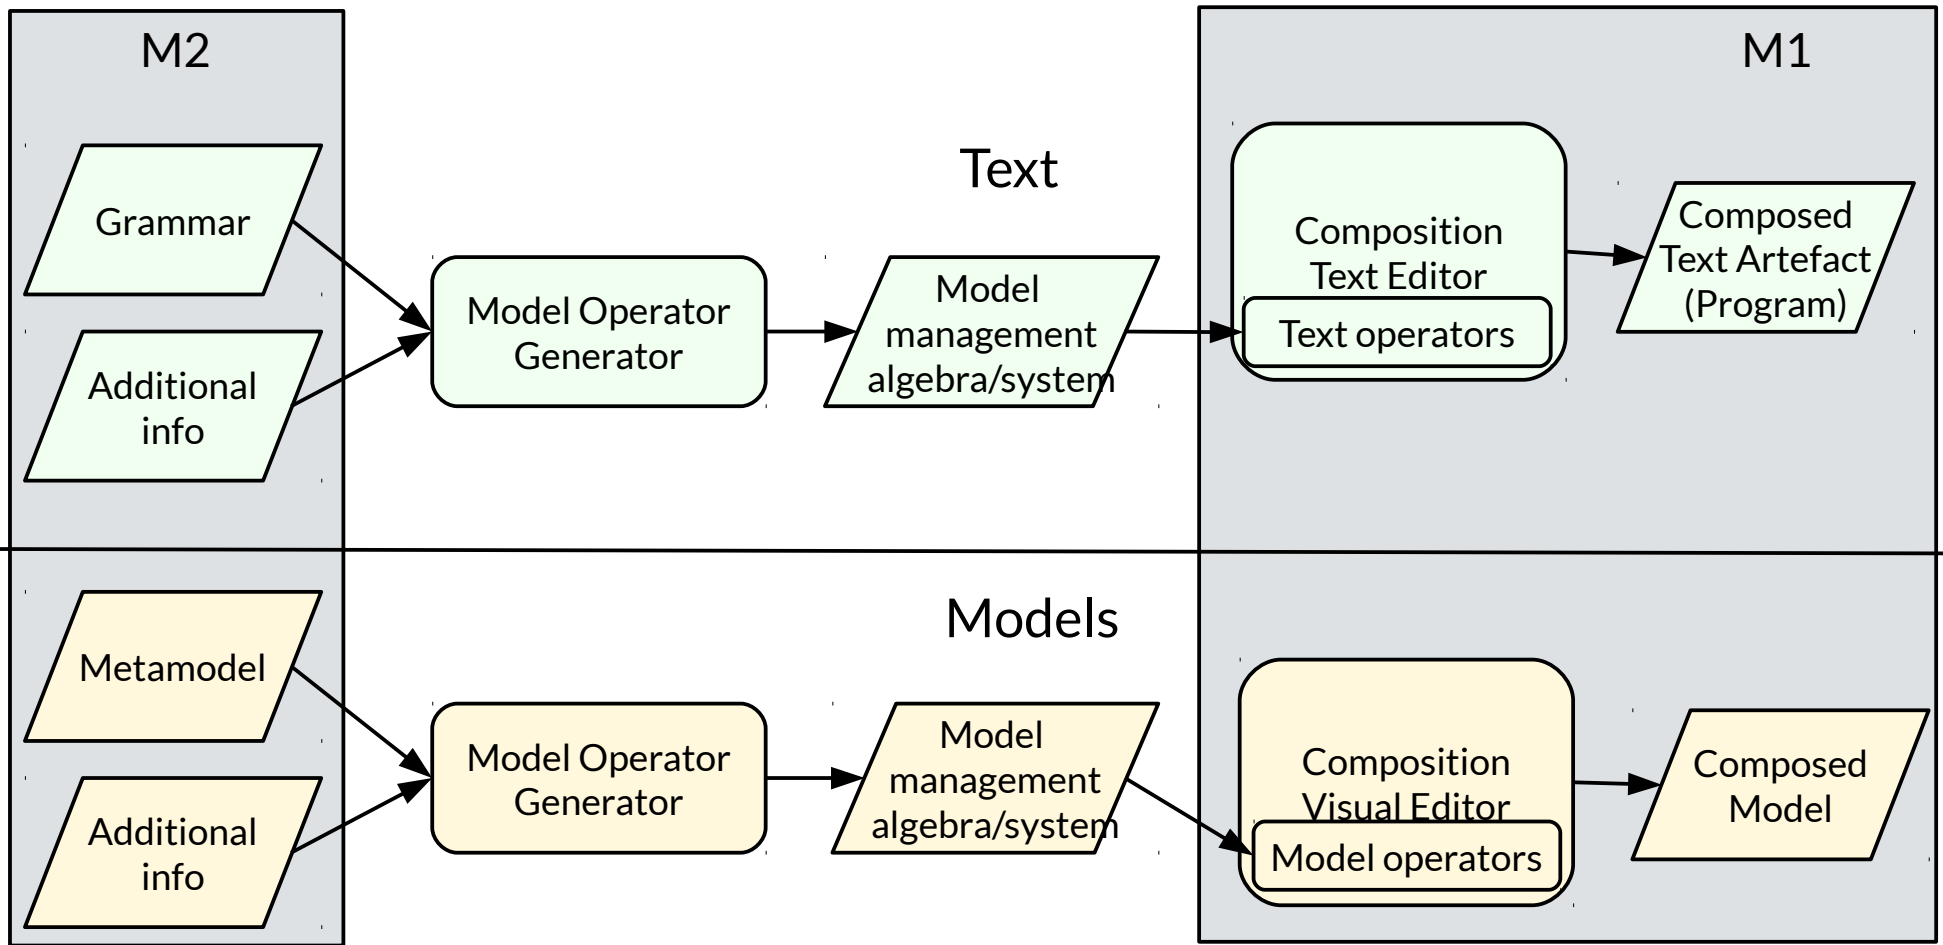 M2
M1
Text
Grammar
Additional
info
Model Operator
Generator
Model
management
algebra/system
Composition
Text Editor
Text operators
Composed
Text Artefact
(Program)
Models
Metamodel
Additional
info
Model Operator
Generator
Model
management
algebra/system
Composition
Visual Editor
Model operators
Composed
Model